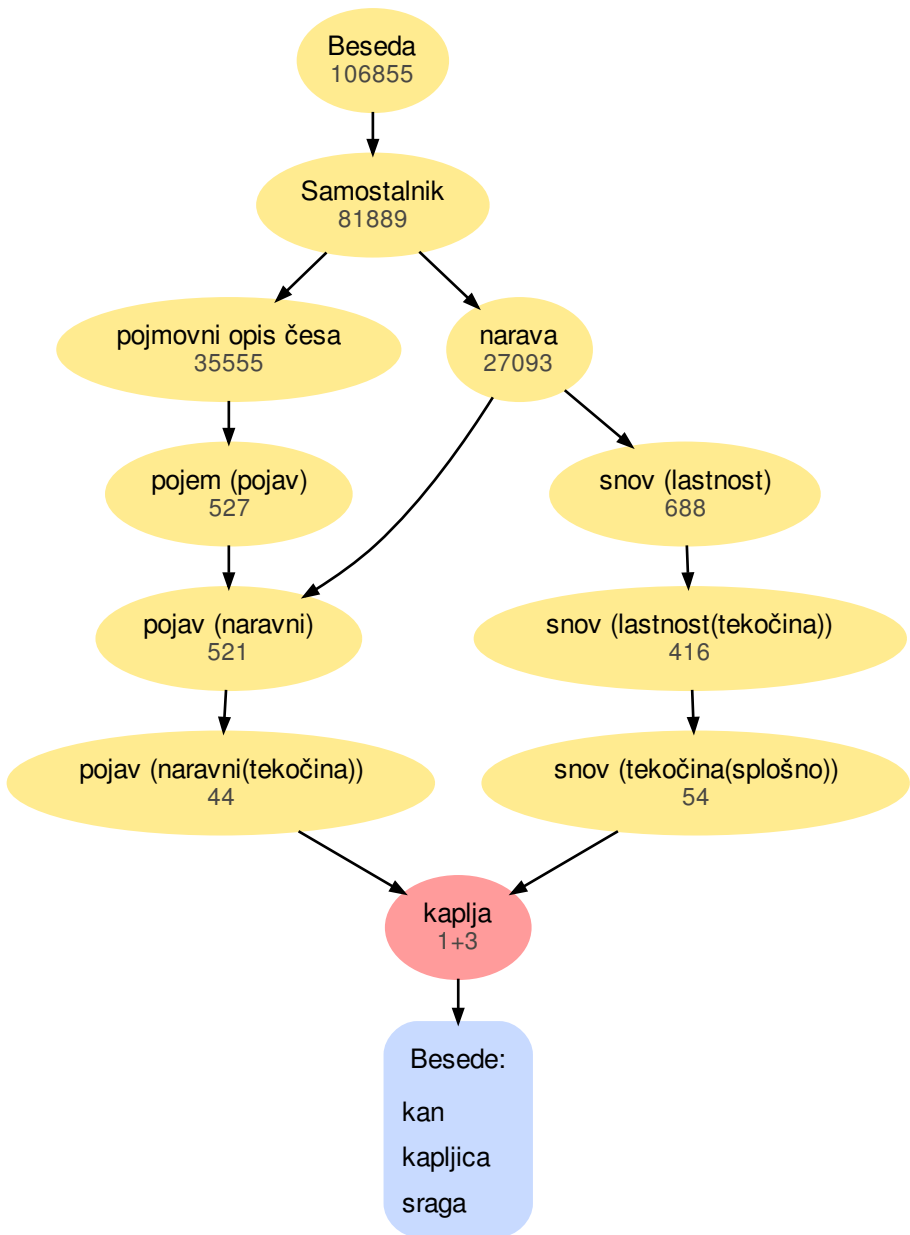 Beseda
106855
Samostalnik
81889
pojmovni opis česa
35555
narava
27093
pojem (pojav)
527
snov (lastnost)
688
pojav (naravni)
521
snov (lastnost(tekočina))
416
pojav (naravni(tekočina))
44
snov (tekočina(splošno))
54
kaplja
1+3
Besede:
kan
kapljica
sraga